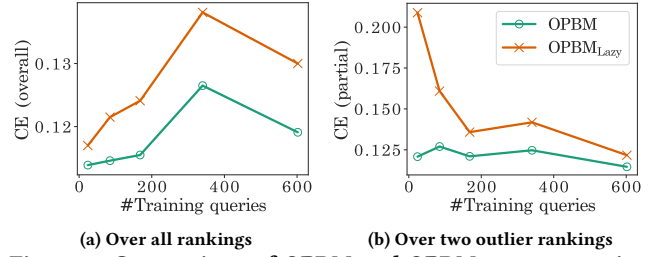 CE (overall)
0.13
0.12
0 200 400 600
#Training queries
(a) Over all rankings
CE (partial)
0.200
0.175
0.150
0.125
0 200 400 600
#Training queries
OPBM
OPBMLazy
(b) Over two outlier rankings